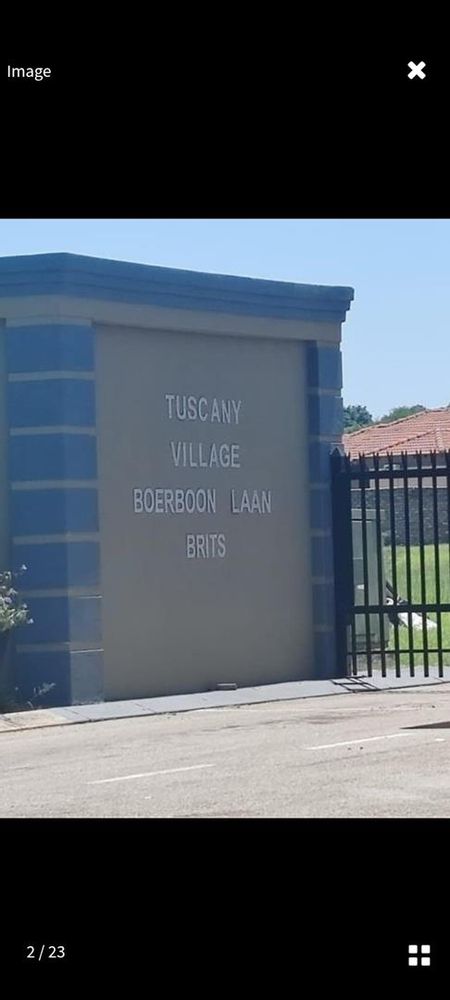 Image
TUSCANY
VILLAGE
BOERBOON LAAN
BRITS
2 / 23